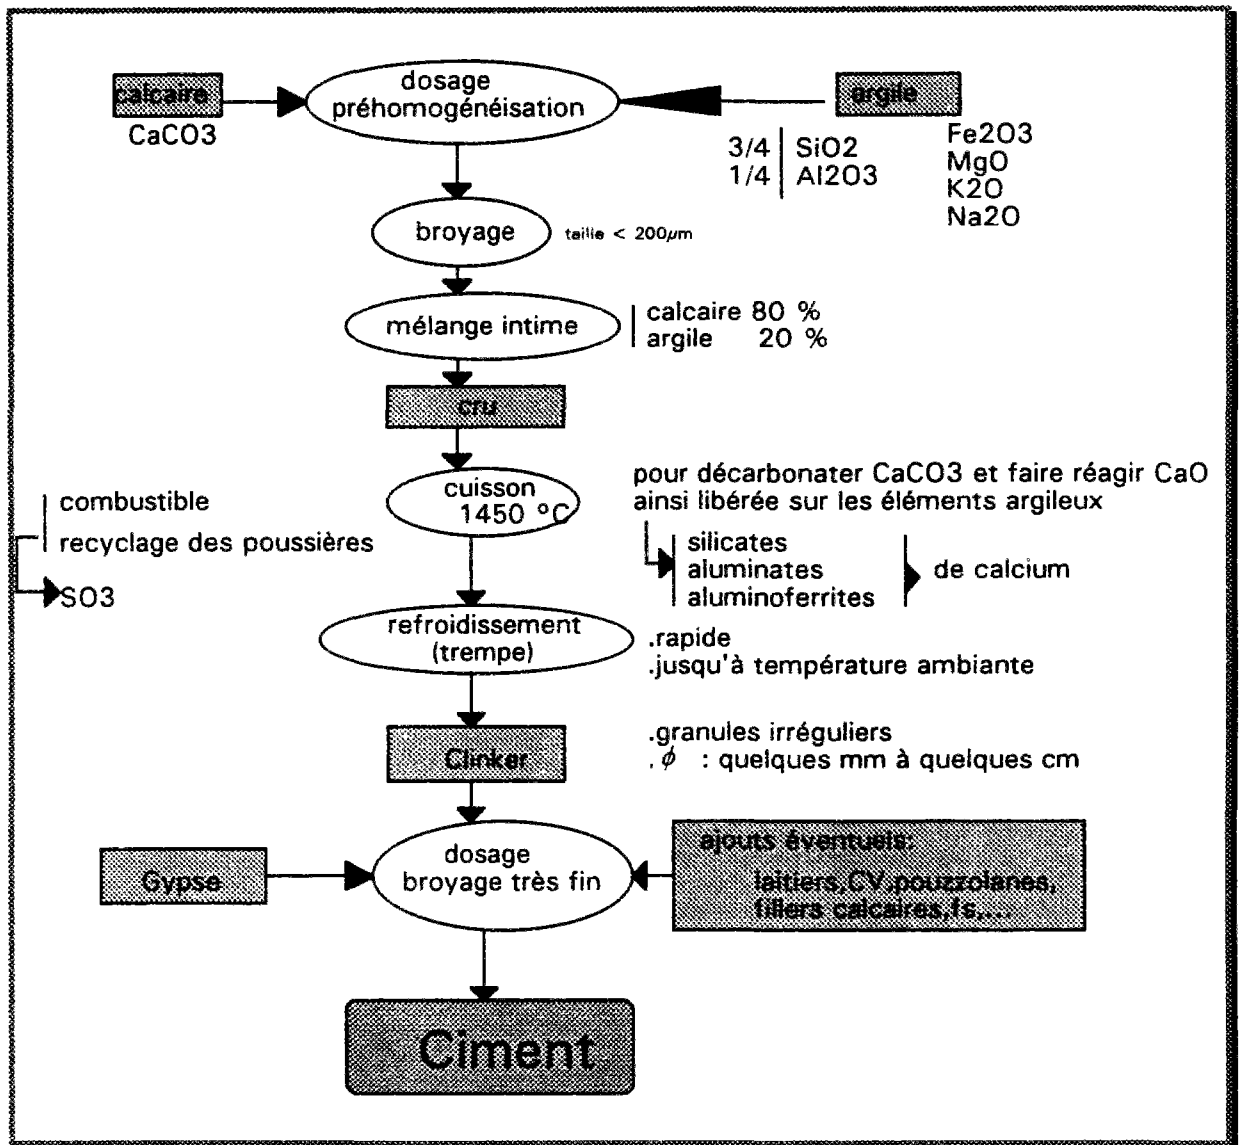 calcaire
CaCO3
dosage
préhomogénéisation
argile
3/4 SiO2
1/4 Al2O3
Fe2O3
MgO
K2O
Na2O
broyage
taille < 200µm
mélange intime
calcaire 80 %
argile 20 %
cru
cuisson
1450 °C
pour décarbonater CaCO3 et faire réagir CaO
ainsi libérée sur les éléments argileux
combustible
recyclage des poussières
SO3
silicates
aluminates
aluminoferrites
de calcium
refroidissement
(trempe)
.rapide
.jusqu'à température ambiante
Clinker
.granules irréguliers
. ϕ : quelques mm à quelques cm
Gypse
dosage
broyage très fin
ajouts éventuels:
laitiers,CV,pouzzolanes,
fillers calcaires,fs,...
Ciment